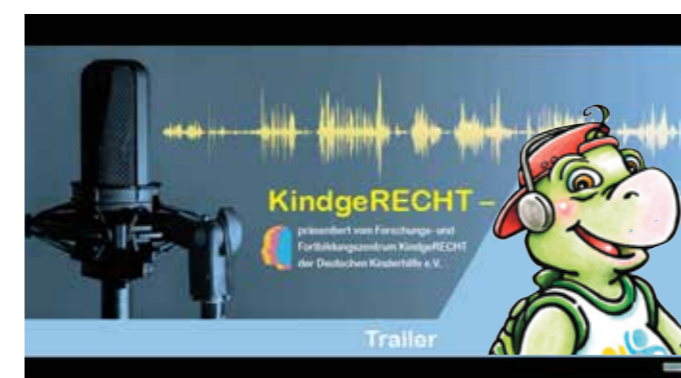 KindgeRECHT –
präsentiert vom Forschungs- und
Fortbildungszentrum KindgeRECHT
der Deutschen Kinderhilfe e.V.
Trailer